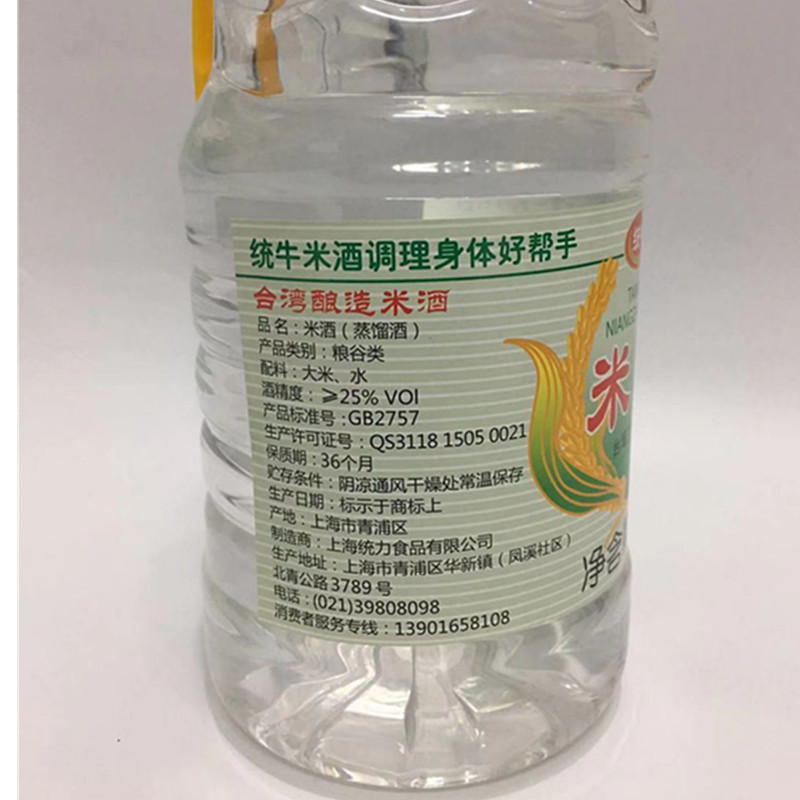 统牛米酒调理身体好帮手
台湾酿造米酒
品名：米酒（蒸馏酒）
产品类别：粮谷类
配料：大米、水
酒精度：≥25% VOl
产品标准号：GB2757
生产许可证号：QS3118 1505 0021
保质期：36个月
贮存条件：阴凉通风干燥处常温保存
生产日期：标示于商标上
产地：上海市青浦区
制造商：上海统力食品有限公司
生产地址：上海市青浦区华新镇（凤溪社区）
北青公路3789号
电话：(021)39808098
消费者服务专线：13901658108
米
净含